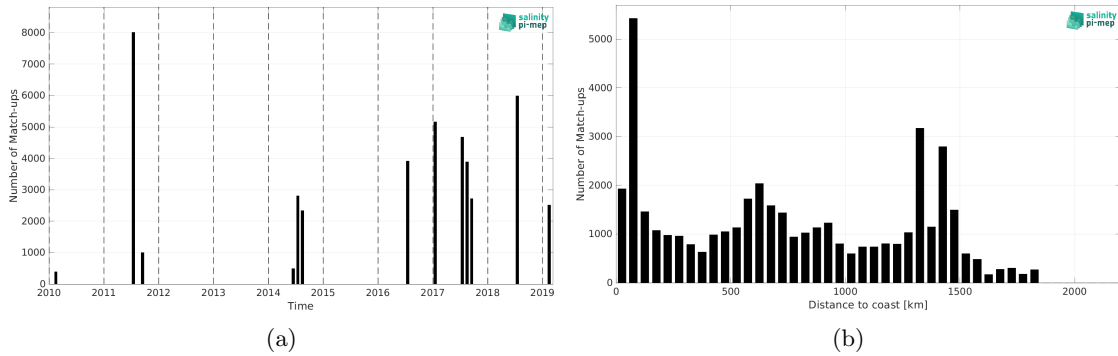 salinity
pi-mep
Number of Match-ups
8000
7000
6000
5000
4000
3000
2000
1000
0
2010 2011 2012 2013 2014 2015 2016 2017 2018 2019
Time
(a)
salinity
pi-mep
Number of Match-ups
5000
4000
3000
2000
1000
0
0 500 1000 1500 2000
Distance to coast [km]
(b)